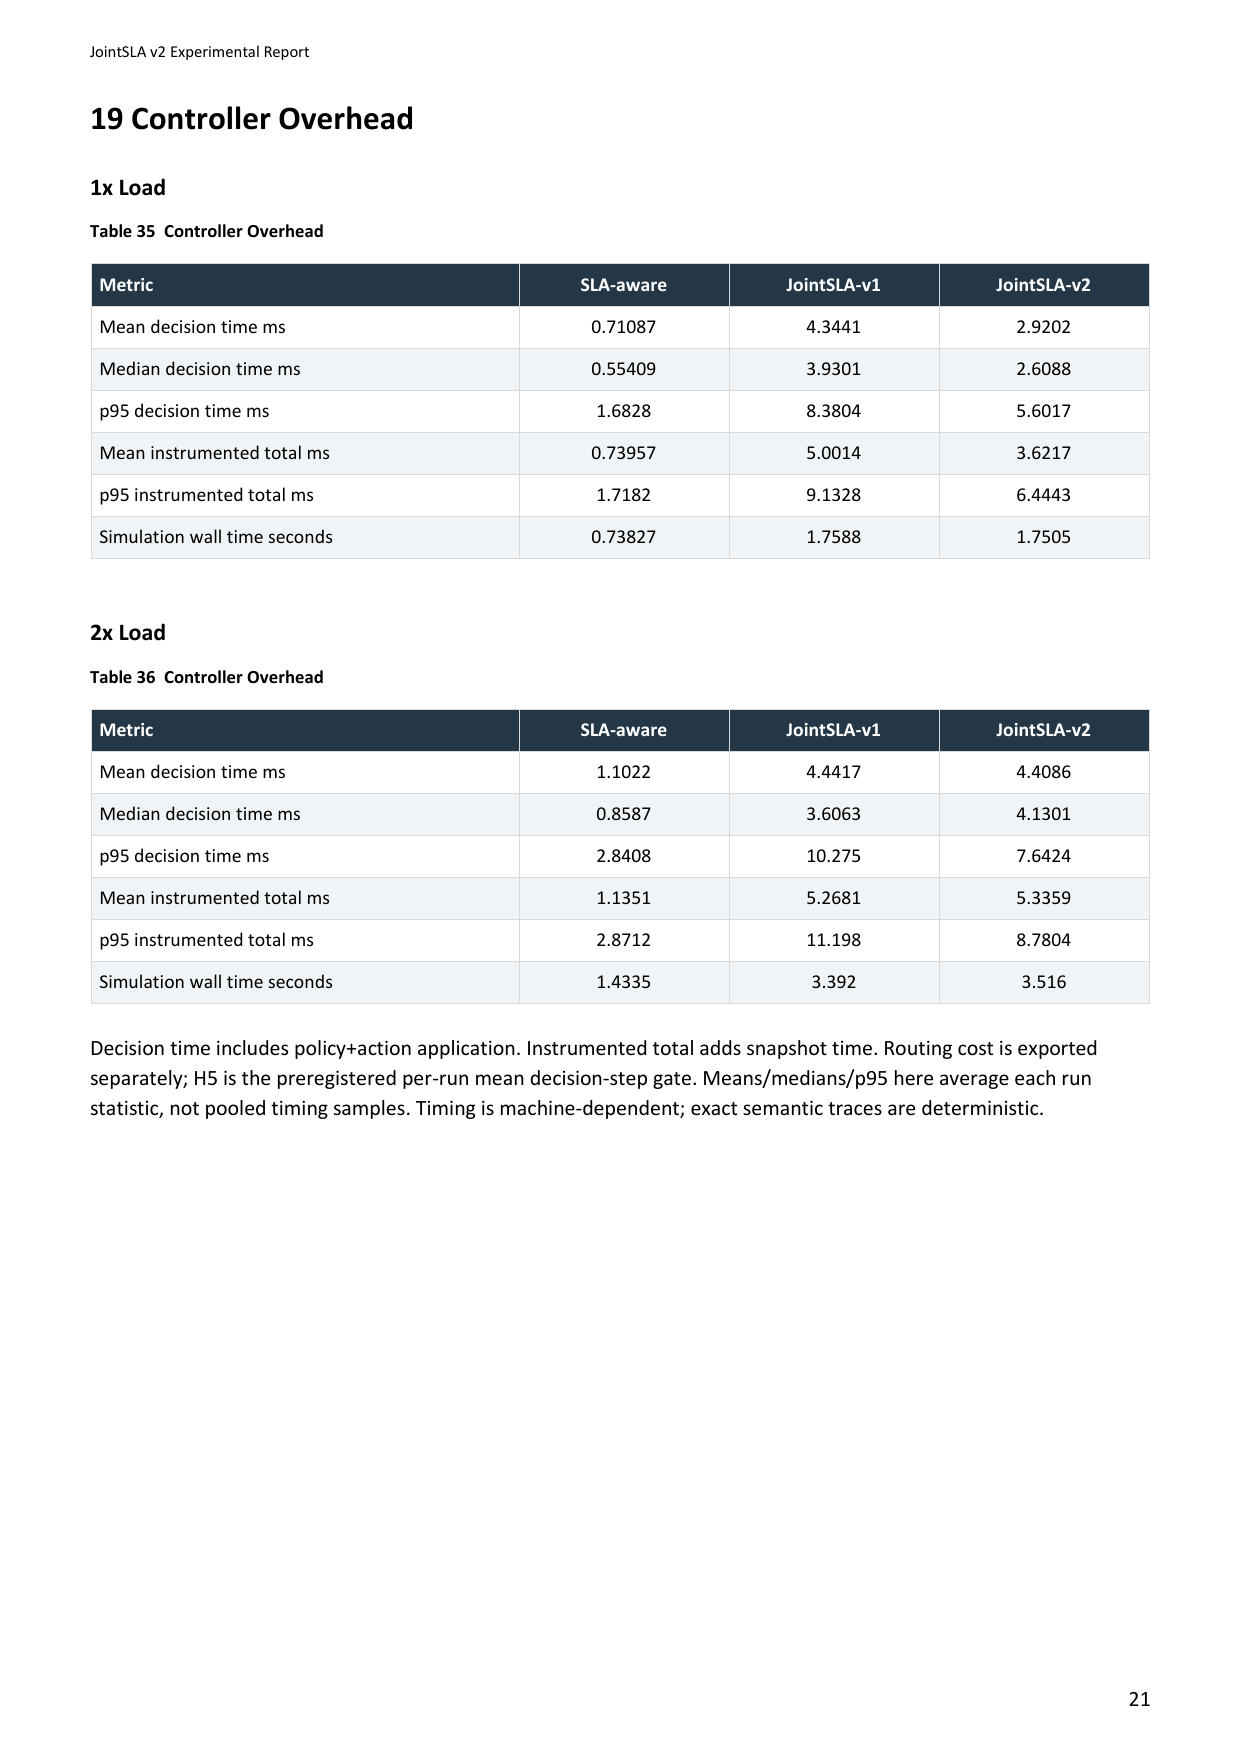 JointSLA v2 Experimental Report
19 Controller Overhead
1x Load
Table 35 Controller Overhead
Metric SLA-aware JointSLA-v1 JointSLA-v2
Mean decision time ms 0.71087 4.3441 2.9202
Median decision time ms 0.55409 3.9301 2.6088
p95 decision time ms 1.6828 8.3804 5.6017
Mean instrumented total ms 0.73957 5.0014 3.6217
p95 instrumented total ms 1.7182 9.1328 6.4443
Simulation wall time seconds 0.73827 1.7588 1.7505
2x Load
Table 36 Controller Overhead
Metric SLA-aware JointSLA-v1 JointSLA-v2
Mean decision time ms 1.1022 4.4417 4.4086
Median decision time ms 0.8587 3.6063 4.1301
p95 decision time ms 2.8408 10.275 7.6424
Mean instrumented total ms 1.1351 5.2681 5.3359
p95 instrumented total ms 2.8712 11.198 8.7804
Simulation wall time seconds 1.4335 3.392 3.516
Decision time includes policy+action application. Instrumented total adds snapshot time. Routing cost is exported
separately; H5 is the preregistered per-run mean decision-step gate. Means/medians/p95 here average each run
statistic, not pooled timing samples. Timing is machine-dependent; exact semantic traces are deterministic.
21